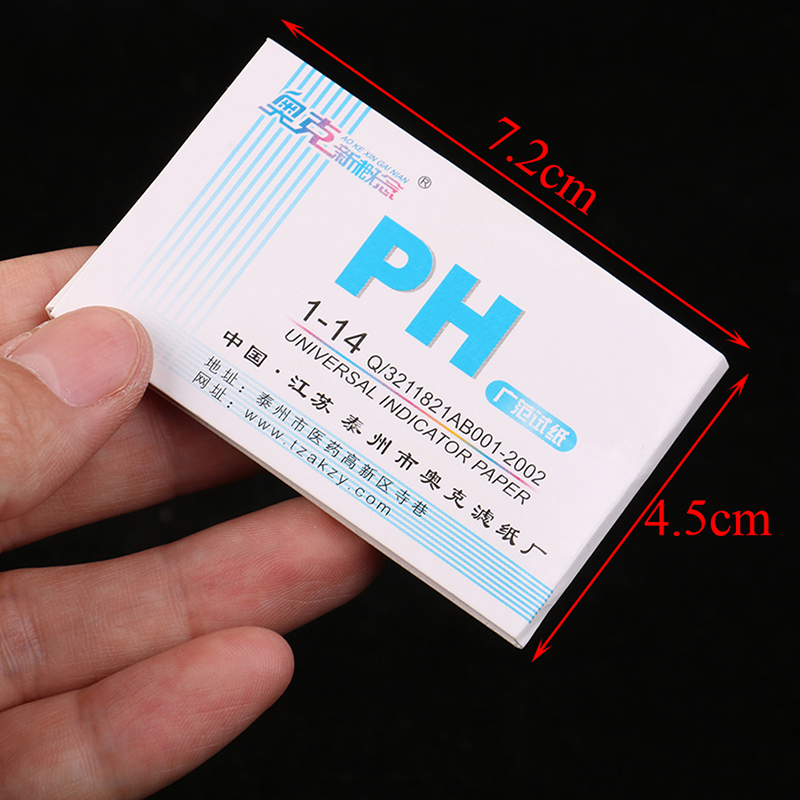 奥克
AO KE XIN GAI NIAN
新概念®
PH
广范试纸
1-14 Q/3211821AB001-2002
UNIVERSAL INDICATOR PAPER
中国·江苏 泰州市奥克滤纸厂
地址：泰州市医药高新区寺巷
网址：www.tzakzy.com
7.2cm
4.5cm